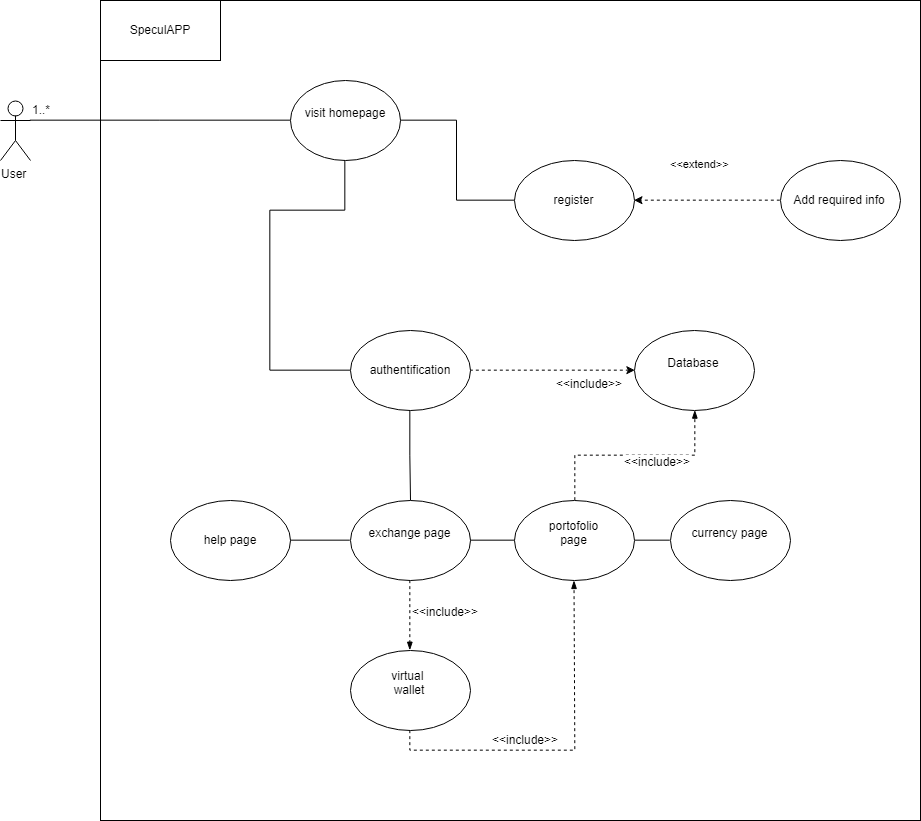 SpeculAPP
1..*
visit homepage
User
<<extend>>
register
Add required info
authentification
<<include>>
Database
<<include>>
help page
exchange page
portofolio
page
currency page
<<include>>
virtual
wallet
<<include>>